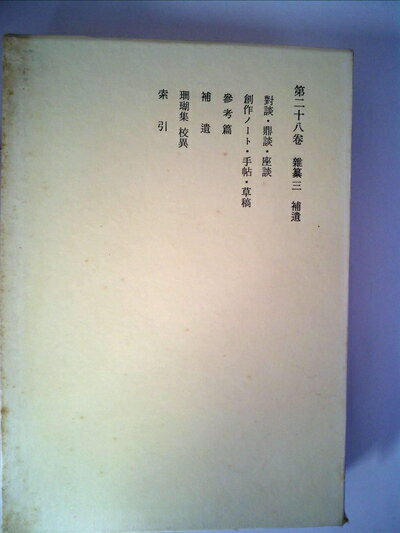 第二十八卷　雜纂三　補遺
對談・鼎談・座談
創作ノート・手帖・草稿
參考篇
補遺
珊瑚集 校異
索引